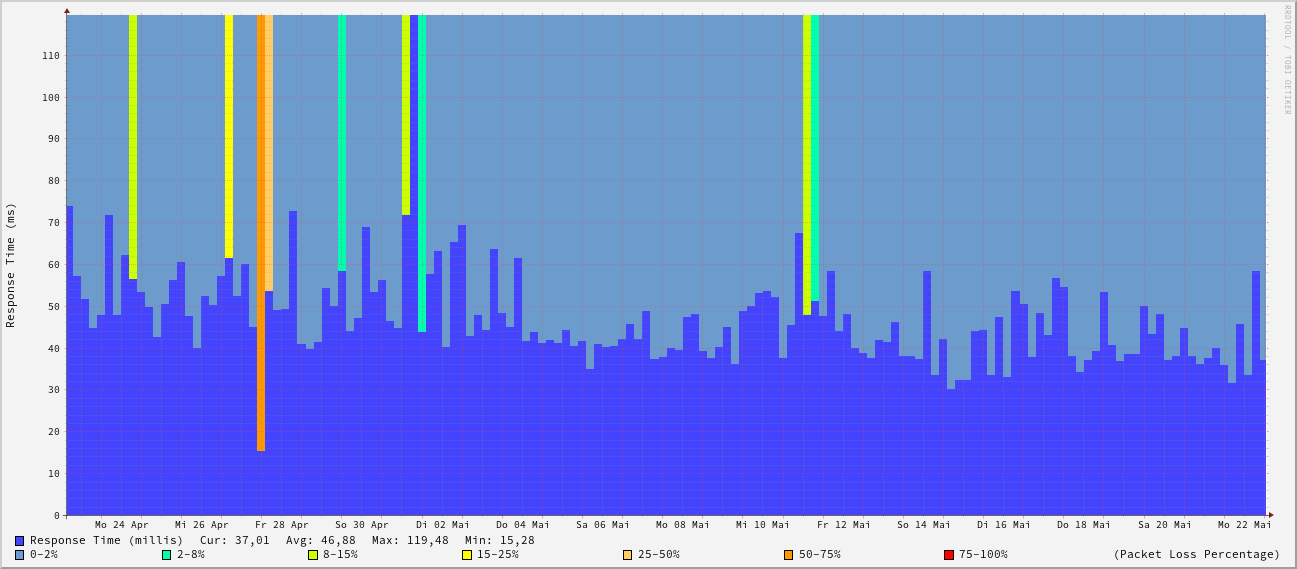 RRDTOOL / TOBI OETIKER
Response Time (ms)
110
100
90
80
70
60
50
40
30
20
10
0
Mo 24 Apr Mi 26 Apr Fr 28 Apr So 30 Apr Di 02 Mai Do 04 Mai Sa 06 Mai Mo 08 Mai Mi 10 Mai Fr 12 Mai So 14 Mai Di 16 Mai Do 18 Mai Sa 20 Mai Mo 22 Mai
Response Time (millis) Cur: 37,01 Avg: 46,88 Max: 119,48 Min: 15,28
0-2% 2-8% 8-15% 15-25% 25-50% 50-75% 75-100% (Packet Loss Percentage)